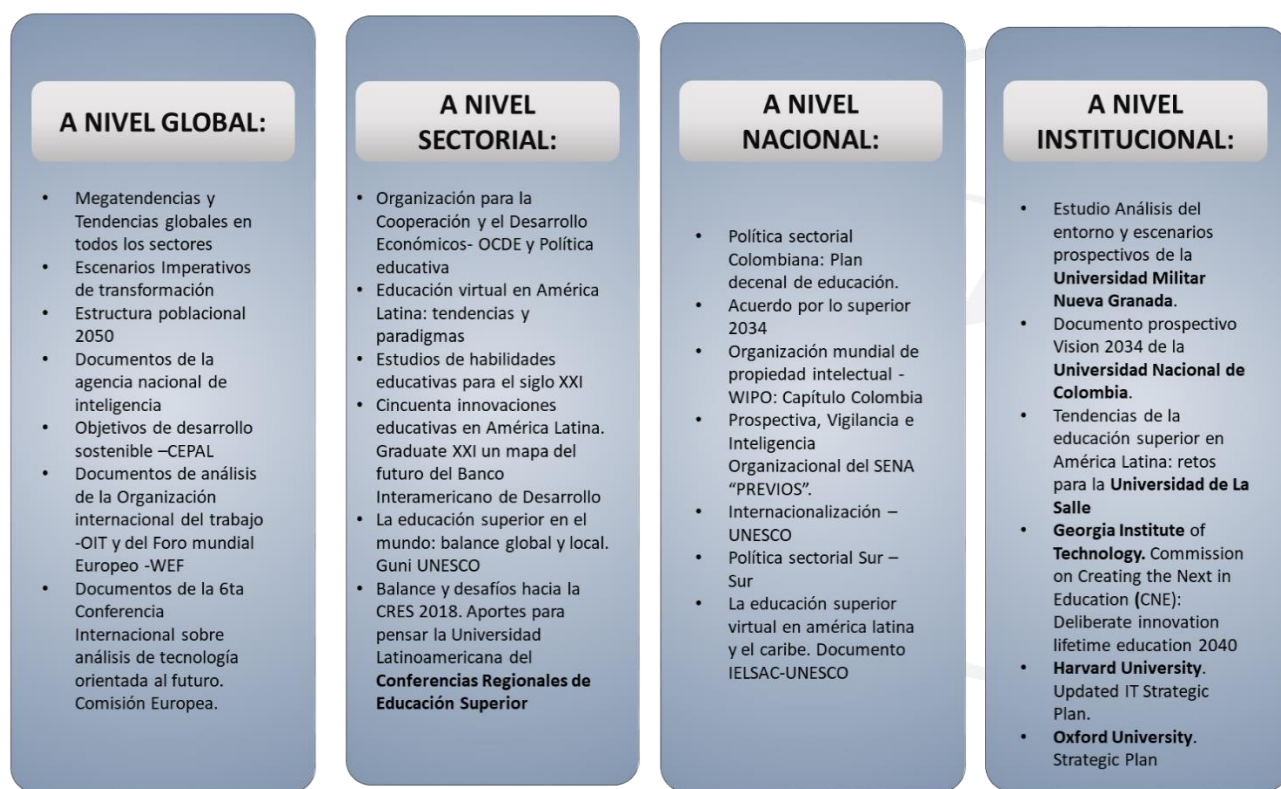 A NIVEL GLOBAL:
• Megatendencias y
Tendencias globales en
todos los sectores
• Escenarios Imperativos
de transformación
• Estructura poblacional
2050
• Documentos de la
agencia nacional de
inteligencia
• Objetivos de desarrollo
sostenible –CEPAL
• Documentos de análisis
de la Organización
internacional del trabajo
-OIT y del Foro mundial
Europeo -WEF
• Documentos de la 6ta
Conferencia
Internacional sobre
análisis de tecnología
orientada al futuro.
Comisión Europea.
A NIVEL
SECTORIAL:
• Organización para la
Cooperación y el Desarrollo
Económicos- OCDE y Política
educativa
• Educación virtual en América
Latina: tendencias y
paradigmas
• Estudios de habilidades
educativas para el siglo XXI
• Cincuenta innovaciones
educativas en América Latina.
Graduate XXI un mapa del
futuro del Banco
Interamericano de Desarrollo
• La educación superior en el
mundo: balance global y local.
Guni UNESCO
• Balance y desafíos hacia la
CRES 2018. Aportes para
pensar la Universidad
Latinoamericana del
Conferencias Regionales de
Educación Superior
A NIVEL
NACIONAL:
• Política sectorial
Colombiana: Plan
decenal de educación.
• Acuerdo por lo superior
2034
• Organización mundial de
propiedad intelectual -
WIPO: Capítulo Colombia
• Prospectiva, Vigilancia e
Inteligencia
Organizacional del SENA
“PREVIOS”.
• Internacionalización –
UNESCO
• Política sectorial Sur –
Sur
• La educación superior
virtual en américa latina
y el caribe. Documento
IELSAC-UNESCO
A NIVEL
INSTITUCIONAL:
• Estudio Análisis del
entorno y escenarios
prospectivos de la
Universidad Militar
Nueva Granada.
• Documento prospectivo
Vision 2034 de la
Universidad Nacional de
Colombia.
• Tendencias de la
educación superior en
América Latina: retos
para la Universidad de La
Salle
• Georgia Institute of
Technology. Commission
on Creating the Next in
Education (CNE):
Deliberate innovation
lifetime education 2040
• Harvard University.
Updated IT Strategic
Plan.
• Oxford University.
Strategic Plan